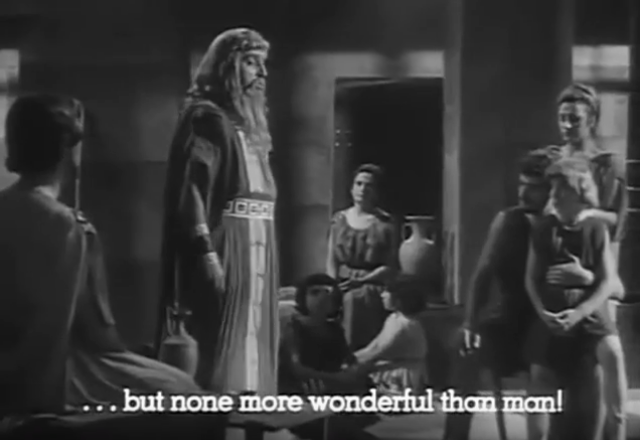 . . . but none more wonderful than man!